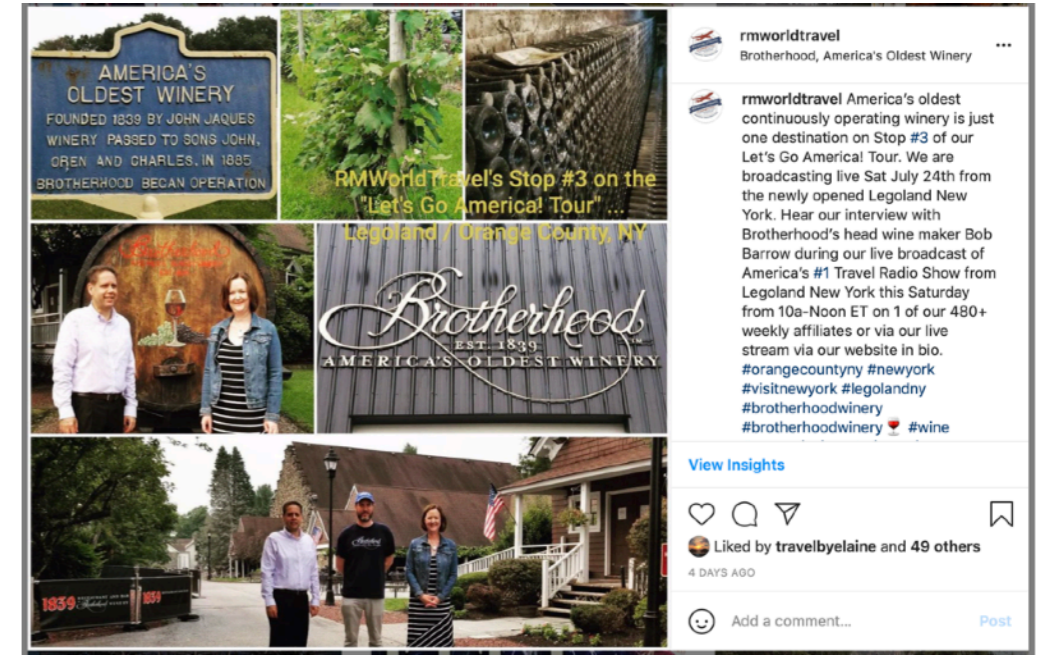 AMERICA'S
OLDEST WINERY
FOUNDED 1839 BY JOHN JAQUES
WINERY PASSED TO SONS JOHN,
OREN AND CHARLES. IN 1885
BROTHERHOOD BEGAN OPERATION
RMWorldTravel's Stop #3 on the
"Let's Go America! Tour" ...
Legoland / Orange County, NY
Brotherhood
Brotherhood
EST. 1839
AMERICA'S OLDEST WINERY
Brotherhood
1839
Brotherhood
1839
rmworldtravel
Brotherhood, America's Oldest Winery
rmworldtravel America's oldest
continuously operating winery is just
one destination on Stop #3 of our
Let's Go America! Tour. We are
broadcasting live Sat July 24th from
the newly opened Legoland New
York. Hear our interview with
Brotherhood's head wine maker Bob
Barrow during our live broadcast of
America's #1 Travel Radio Show from
Legoland New York this Saturday
from 10a-Noon ET on 1 of our 480+
weekly affiliates or via our live
stream via our website in bio.
#orangecountyny #newyork
#visitnewyork #legolandny
#brotherhoodwinery
#brotherhoodwinery 🍷 #wine
View Insights
Liked by travelbyelaine and 49 others
4 DAYS AGO
Add a comment...
Post